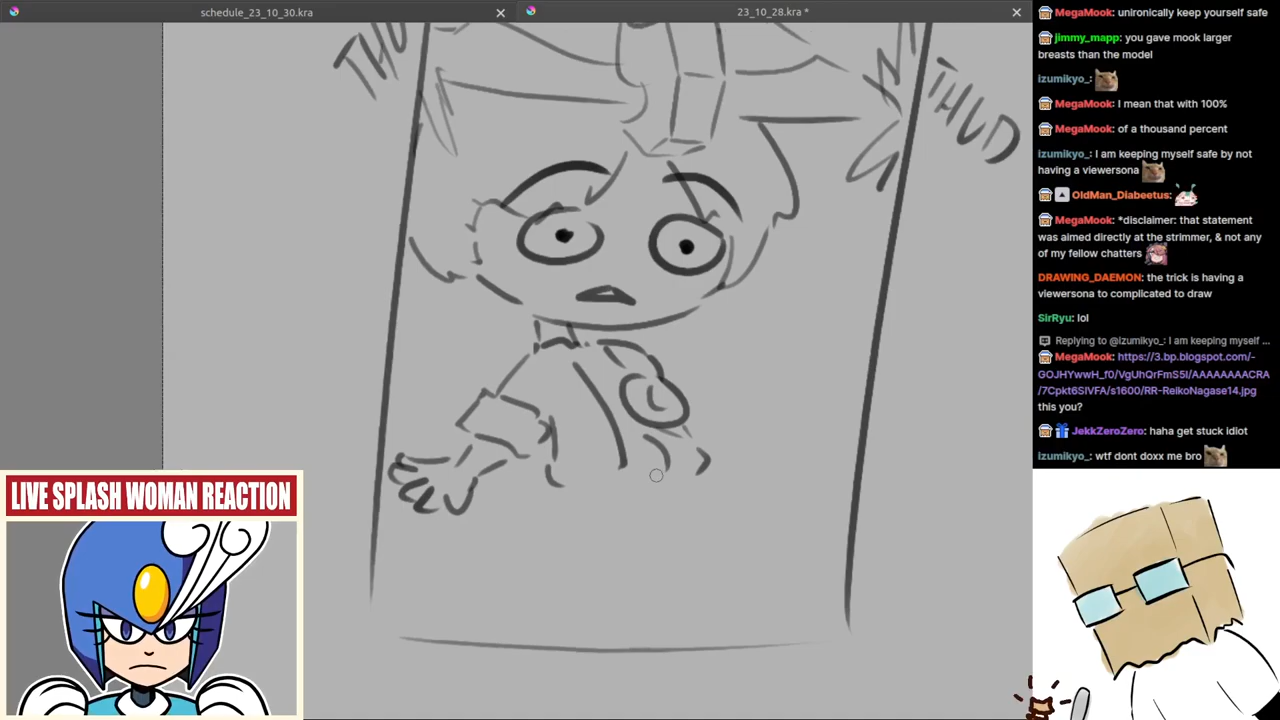 schedule_23_10_30.kra
23_10_28.kra *
THU
THUD
LIVE SPLASH WOMAN REACTION
MegaMook: unironically keep yourself safe
jimmy_mapp: you gave mook larger
breasts than the model
izumikyo_:
MegaMook: I mean that with 100%
MegaMook: of a thousand percent
izumikyo_: I am keeping myself safe by not
having a viewersona
OldMan_Diabeetus:
MegaMook: *disclaimer: that statement
was aimed directly at the strimmer, & not any
of my fellow chatters
DRAWING_DAEMON: the trick is having a
viewersona to complicated to draw
SirRyu: lol
Replying to @izumikyo_: I am keeping myself ...
MegaMook: https://3.bp.blogspot.com/-
GOJHYwwH_f0/VgUhQrFmS5I/AAAAAAAACRA
/7Cpkt6SIVFA/s1600/RR-ReikoNagase14.jpg
this you?
JekkZeroZero: haha get stuck idiot
izumikyo_: wtf dont doxx me bro